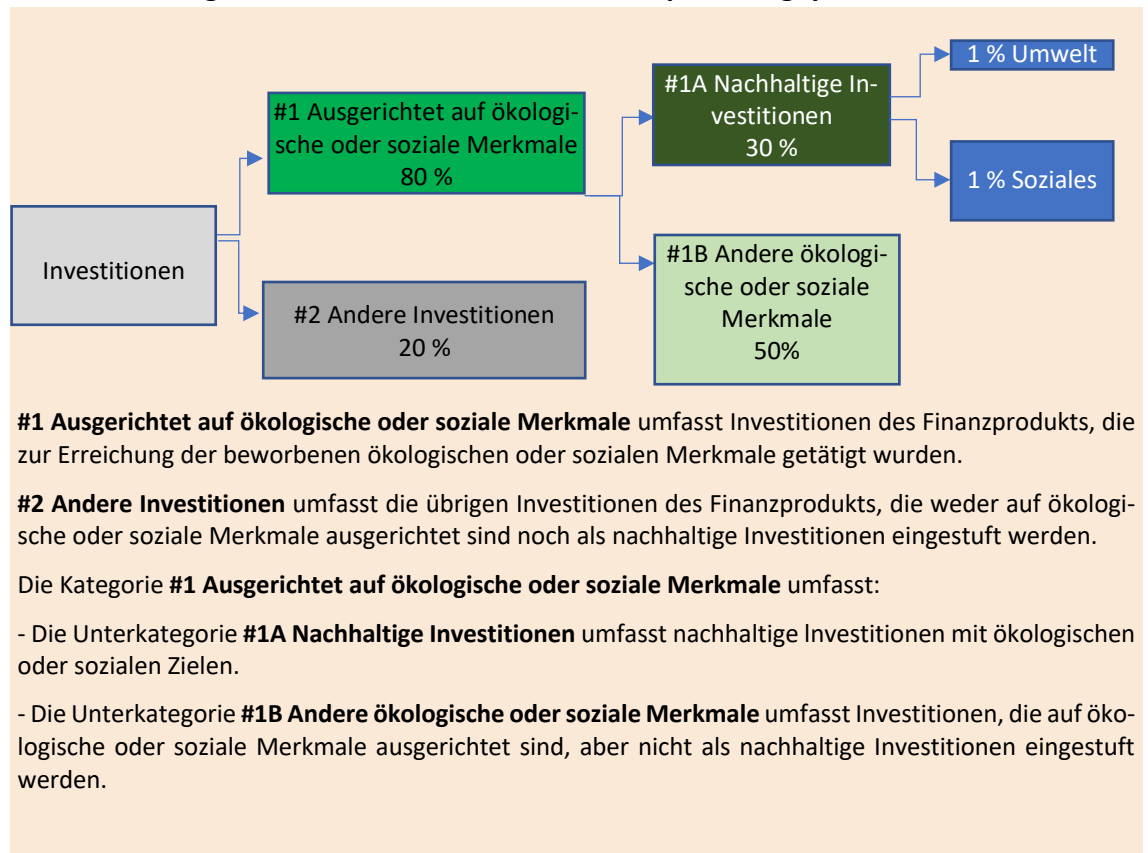 Investitionen
#1 Ausgerichtet auf ökologi-
sche oder soziale Merkmale
80 %
#2 Andere Investitionen
20 %
#1A Nachhaltige In-
vestitionen
30 %
#1B Andere ökologi-
sche oder soziale
Merkmale
50%
1 % Umwelt
1 % Soziales
#1 Ausgerichtet auf ökologische oder soziale Merkmale umfasst Investitionen des Finanzprodukts, die
zur Erreichung der beworbenen ökologischen oder sozialen Merkmale getätigt wurden.
#2 Andere Investitionen umfasst die übrigen Investitionen des Finanzprodukts, die weder auf ökologi-
sche oder soziale Merkmale ausgerichtet sind noch als nachhaltige Investitionen eingestuft werden.
Die Kategorie #1 Ausgerichtet auf ökologische oder soziale Merkmale umfasst:
- Die Unterkategorie #1A Nachhaltige Investitionen umfasst nachhaltige lnvestitionen mit ökologischen
oder sozialen Zielen.
- Die Unterkategorie #1B Andere ökologische oder soziale Merkmale umfasst Investitionen, die auf öko-
logische oder soziale Merkmale ausgerichtet sind, aber nicht als nachhaltige Investitionen eingestuft
werden.